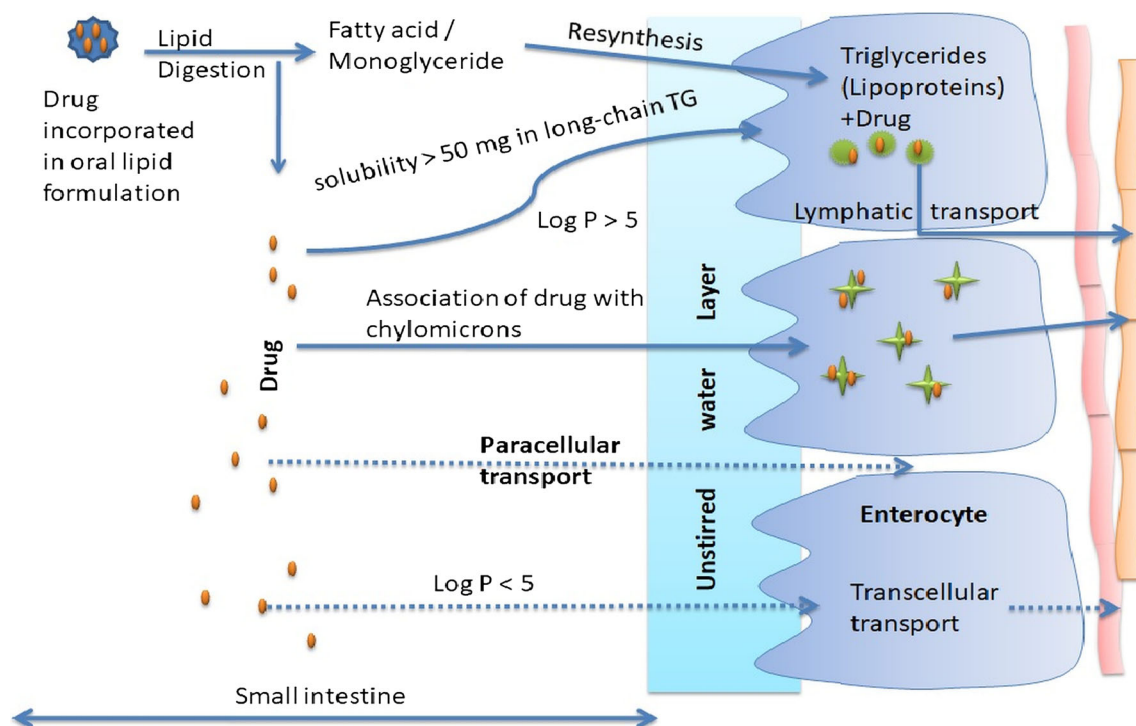 Lipid
Digestion
Fatty acid /
Monoglyceride
Resynthesis
Triglycerides
(Lipoproteins)
+Drug
Drug
incorporated
in oral lipid
formulation
solubility > 50 mg in long-chain TG
Log P > 5
Lymphatic transport
Association of drug with
chylomicrons
Drug
Unstirred water Layer
Paracellular
transport
Enterocyte
Log P < 5
Transcellular
transport
Small intestine